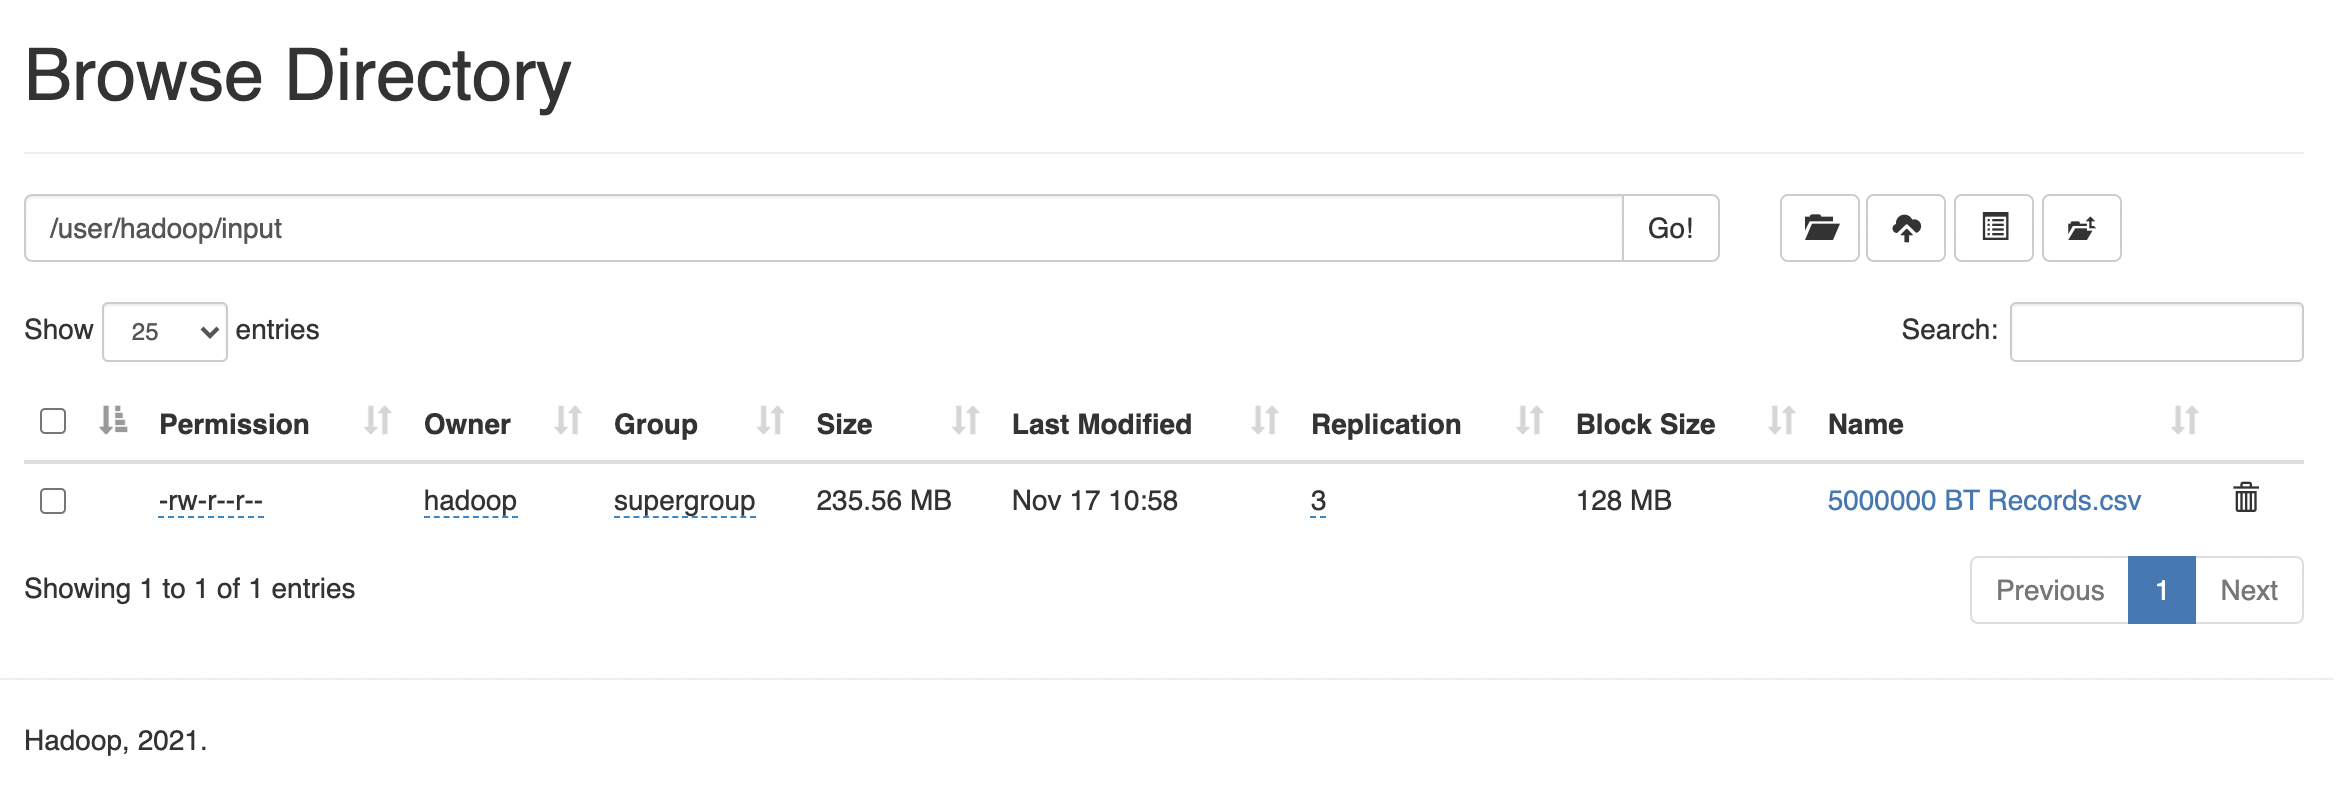 Browse Directory
/user/hadoop/input Go!
Show 25 entries Search:
Permission Owner Group Size Last Modified Replication Block Size Name
-rw-r--r-- hadoop supergroup 235.56 MB Nov 17 10:58 3 128 MB 5000000 BT Records.csv
Showing 1 to 1 of 1 entries Previous 1 Next
Hadoop, 2021.